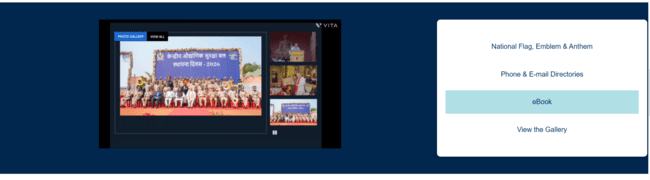 VITA
PHOTO GALLERY VIEW ALL
केन्द्रीय औद्योगिक सुरक्षा बल
स्थापना दिवस - 2024
National Flag, Emblem & Anthem
Phone & E-mail Directories
eBook
View the Gallery